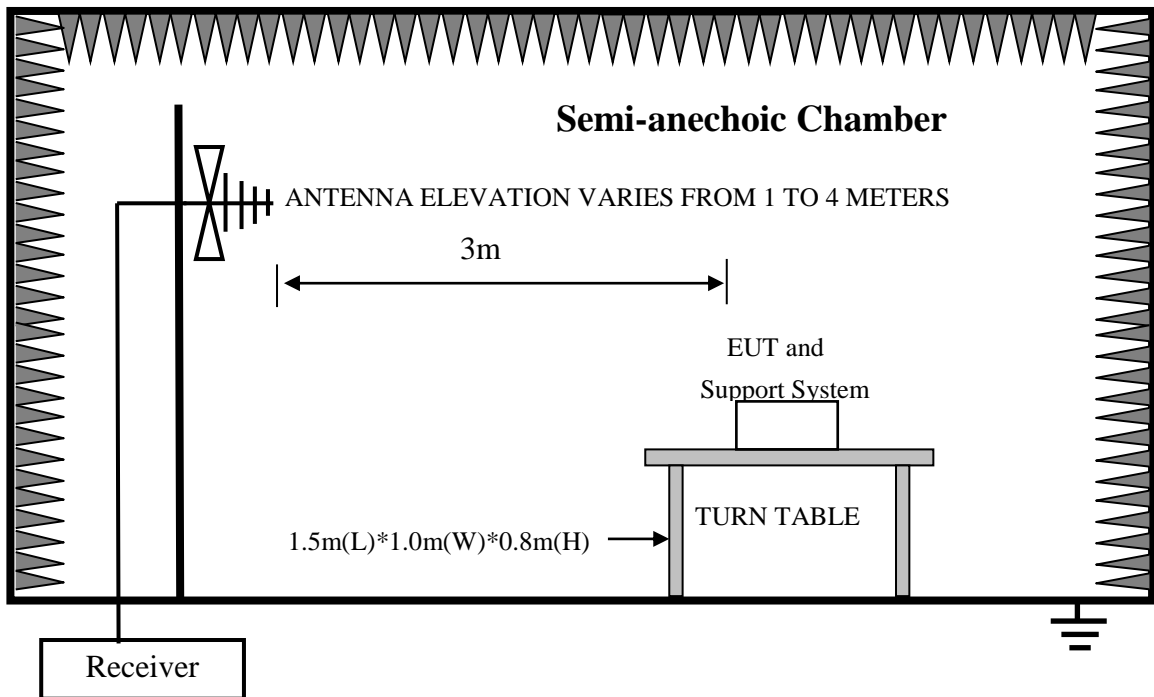 Semi-anechoic Chamber
ANTENNA ELEVATION VARIES FROM 1 TO 4 METERS
3m
EUT and
Support System
TURN TABLE
1.5m(L)*1.0m(W)*0.8m(H)
Receiver